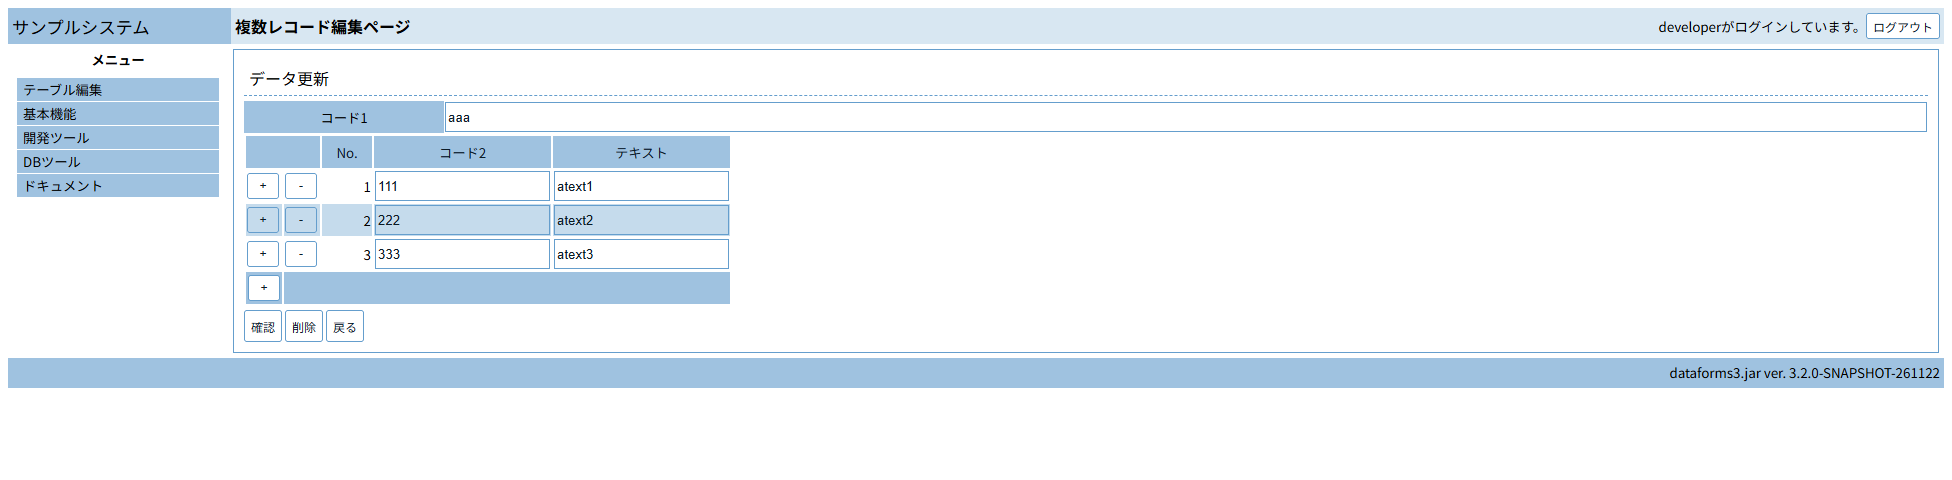 サンプルシステム
複数レコード編集ページ
developerがログインしています。 ログアウト
メニュー
テーブル編集
基本機能
開発ツール
DBツール
ドキュメント
データ更新
コード1 aaa
No. コード2 テキスト
+ - 1 111 atext1
+ - 2 222 atext2
+ - 3 333 atext3
+
確認 削除 戻る
dataforms3.jar ver. 3.2.0-SNAPSHOT-261122